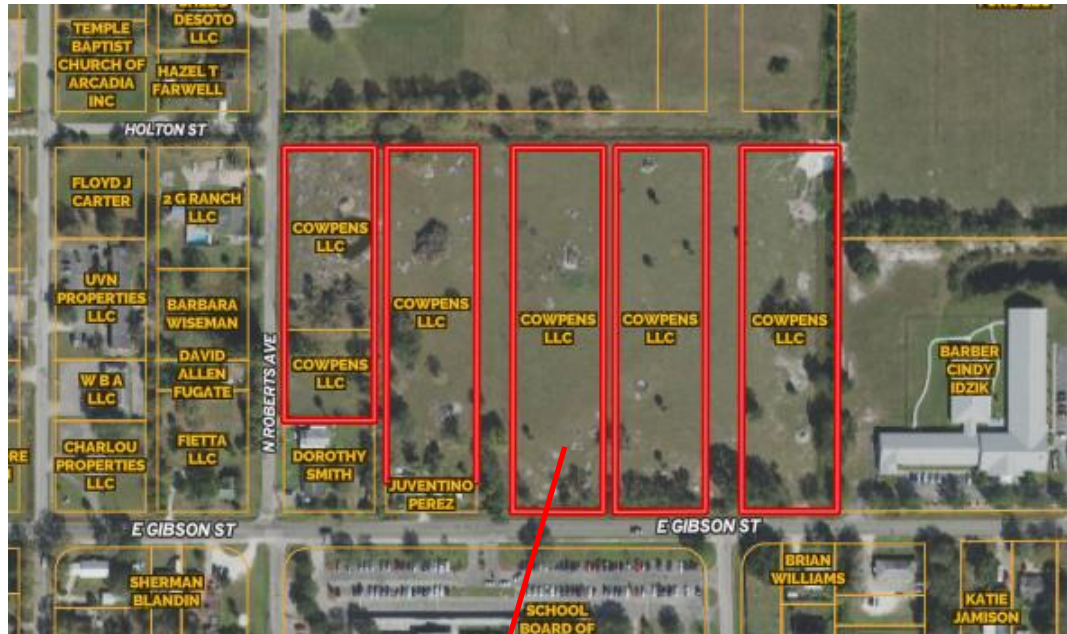 DESOTO
LLC
TEMPLE
BAPTIST
CHURCH OF
ARCADIA
INC
HAZEL T
FARWELL
HOLTON ST
FLOYD J
CARTER
2 G RANCH
LLC
UVN
PROPERTIES
LLC
BARBARA
WISEMAN
DAVID
ALLEN
FUGATE
W B A
LLC
CHARLOU
PROPERTIES
LLC
FIETTA
LLC
N ROBERTS AVE
COWPENS
LLC
COWPENS
LLC
COWPENS
LLC
COWPENS
LLC
COWPENS
LLC
COWPENS
LLC
DOROTHY
SMITH
JUVENTINO
PEREZ
BARBER
CINDY
IDZIK
E GIBSON ST
E GIBSON ST
SHERMAN
BLANDIN
SCHOOL
BOARD OF
BRIAN
WILLIAMS
KATIE
JAMISON